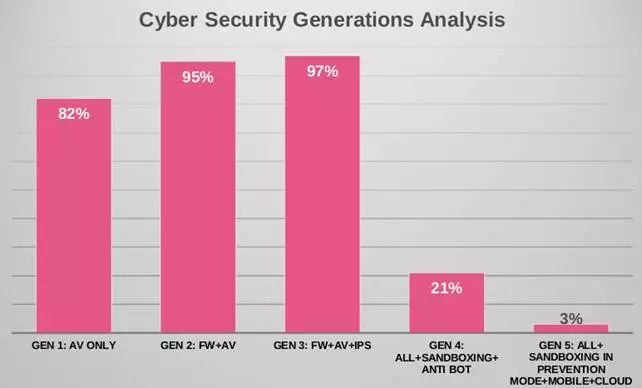 Cyber Security Generations Analysis
82%
95%
97%
21%
3%
GEN 1: AV ONLY
GEN 2: FW+AV
GEN 3: FW+AV+IPS
GEN 4:
ALL+SANDBOXING+
ANTI BOT
GEN 5: ALL+
SANDBOXING IN
PREVENTION
MODE+MOBILE+CLOUD